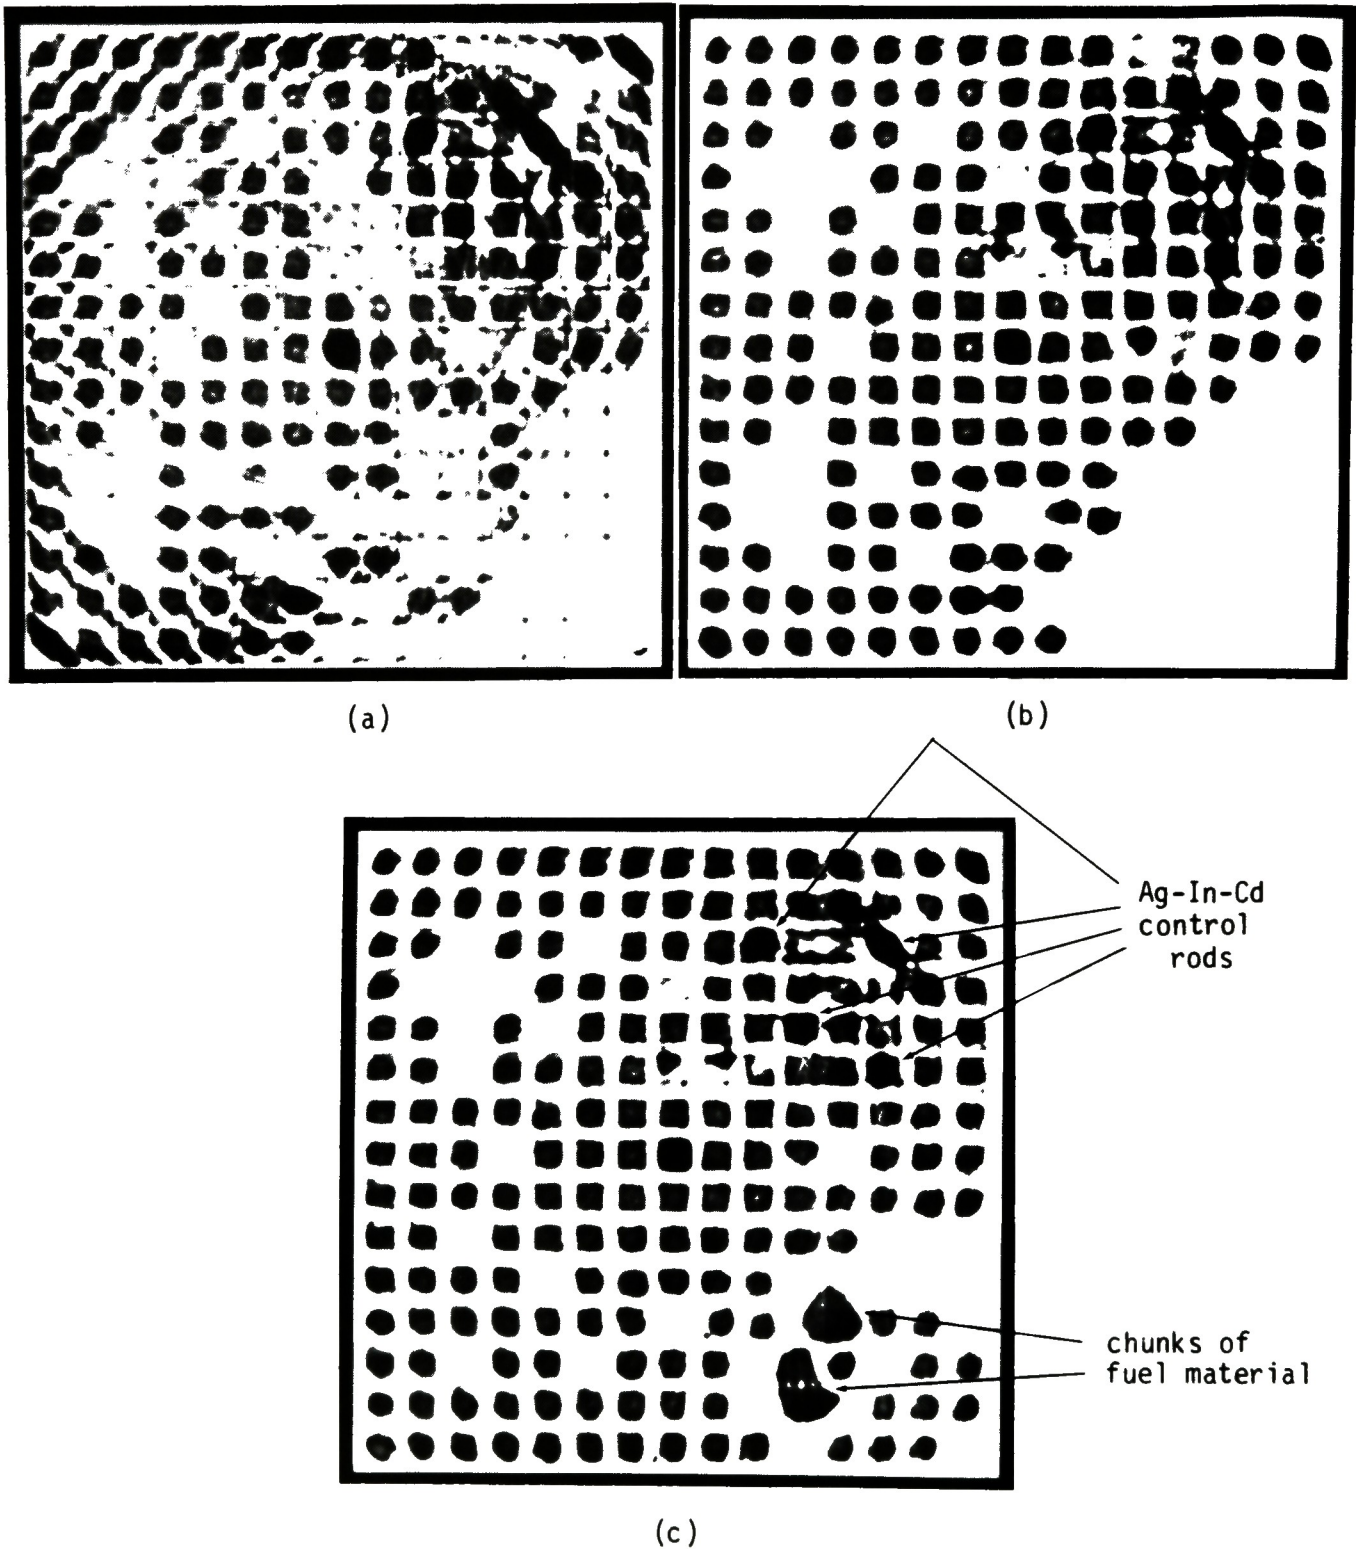 (a)
(b)
Ag-In-Cd
control
rods
chunks of
fuel material
(c)